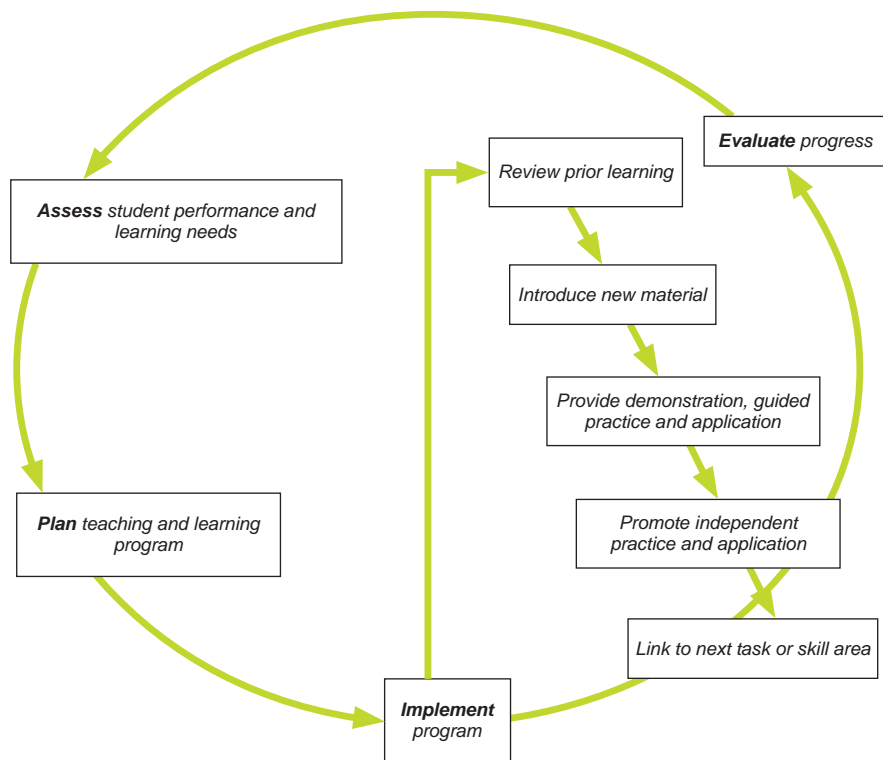 Evaluate progress
Review prior learning
Assess student performance and
learning needs
Introduce new material
Provide demonstration, guided
practice and application
Plan teaching and learning
program
Promote independent
practice and application
Link to next task or skill area
Implement
program